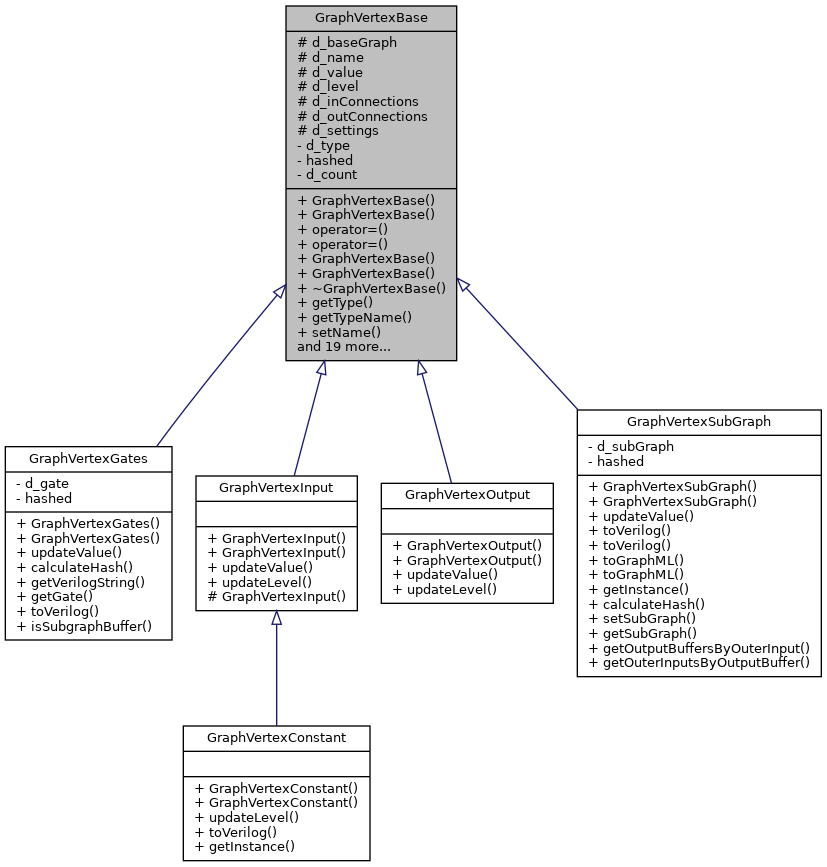 GraphVertexBase
# d_baseGraph
# d_name
# d_value
# d_level
# d_inConnections
# d_outConnections
# d_settings
- d_type
- hashed
- d_count
+ GraphVertexBase()
+ GraphVertexBase()
+ operator=()
+ operator=()
+ GraphVertexBase()
+ GraphVertexBase()
+ ~GraphVertexBase()
+ getType()
+ getTypeName()
+ setName()
and 19 more...
GraphVertexGates
- d_gate
- hashed
+ GraphVertexGates()
+ GraphVertexGates()
+ updateValue()
+ calculateHash()
+ getVerilogString()
+ getGate()
+ toVerilog()
+ isSubgraphBuffer()
GraphVertexInput
+ GraphVertexInput()
+ GraphVertexInput()
+ updateValue()
+ updateLevel()
# GraphVertexInput()
GraphVertexOutput
+ GraphVertexOutput()
+ GraphVertexOutput()
+ updateValue()
+ updateLevel()
GraphVertexSubGraph
- d_subGraph
- hashed
+ GraphVertexSubGraph()
+ GraphVertexSubGraph()
+ updateValue()
+ toVerilog()
+ toVerilog()
+ toGraphML()
+ toGraphML()
+ getInstance()
+ calculateHash()
+ setSubGraph()
+ getSubGraph()
+ getOutputBuffersByOuterInput()
+ getOuterInputsByOutputBuffer()
GraphVertexConstant
+ GraphVertexConstant()
+ GraphVertexConstant()
+ updateLevel()
+ toVerilog()
+ getInstance()